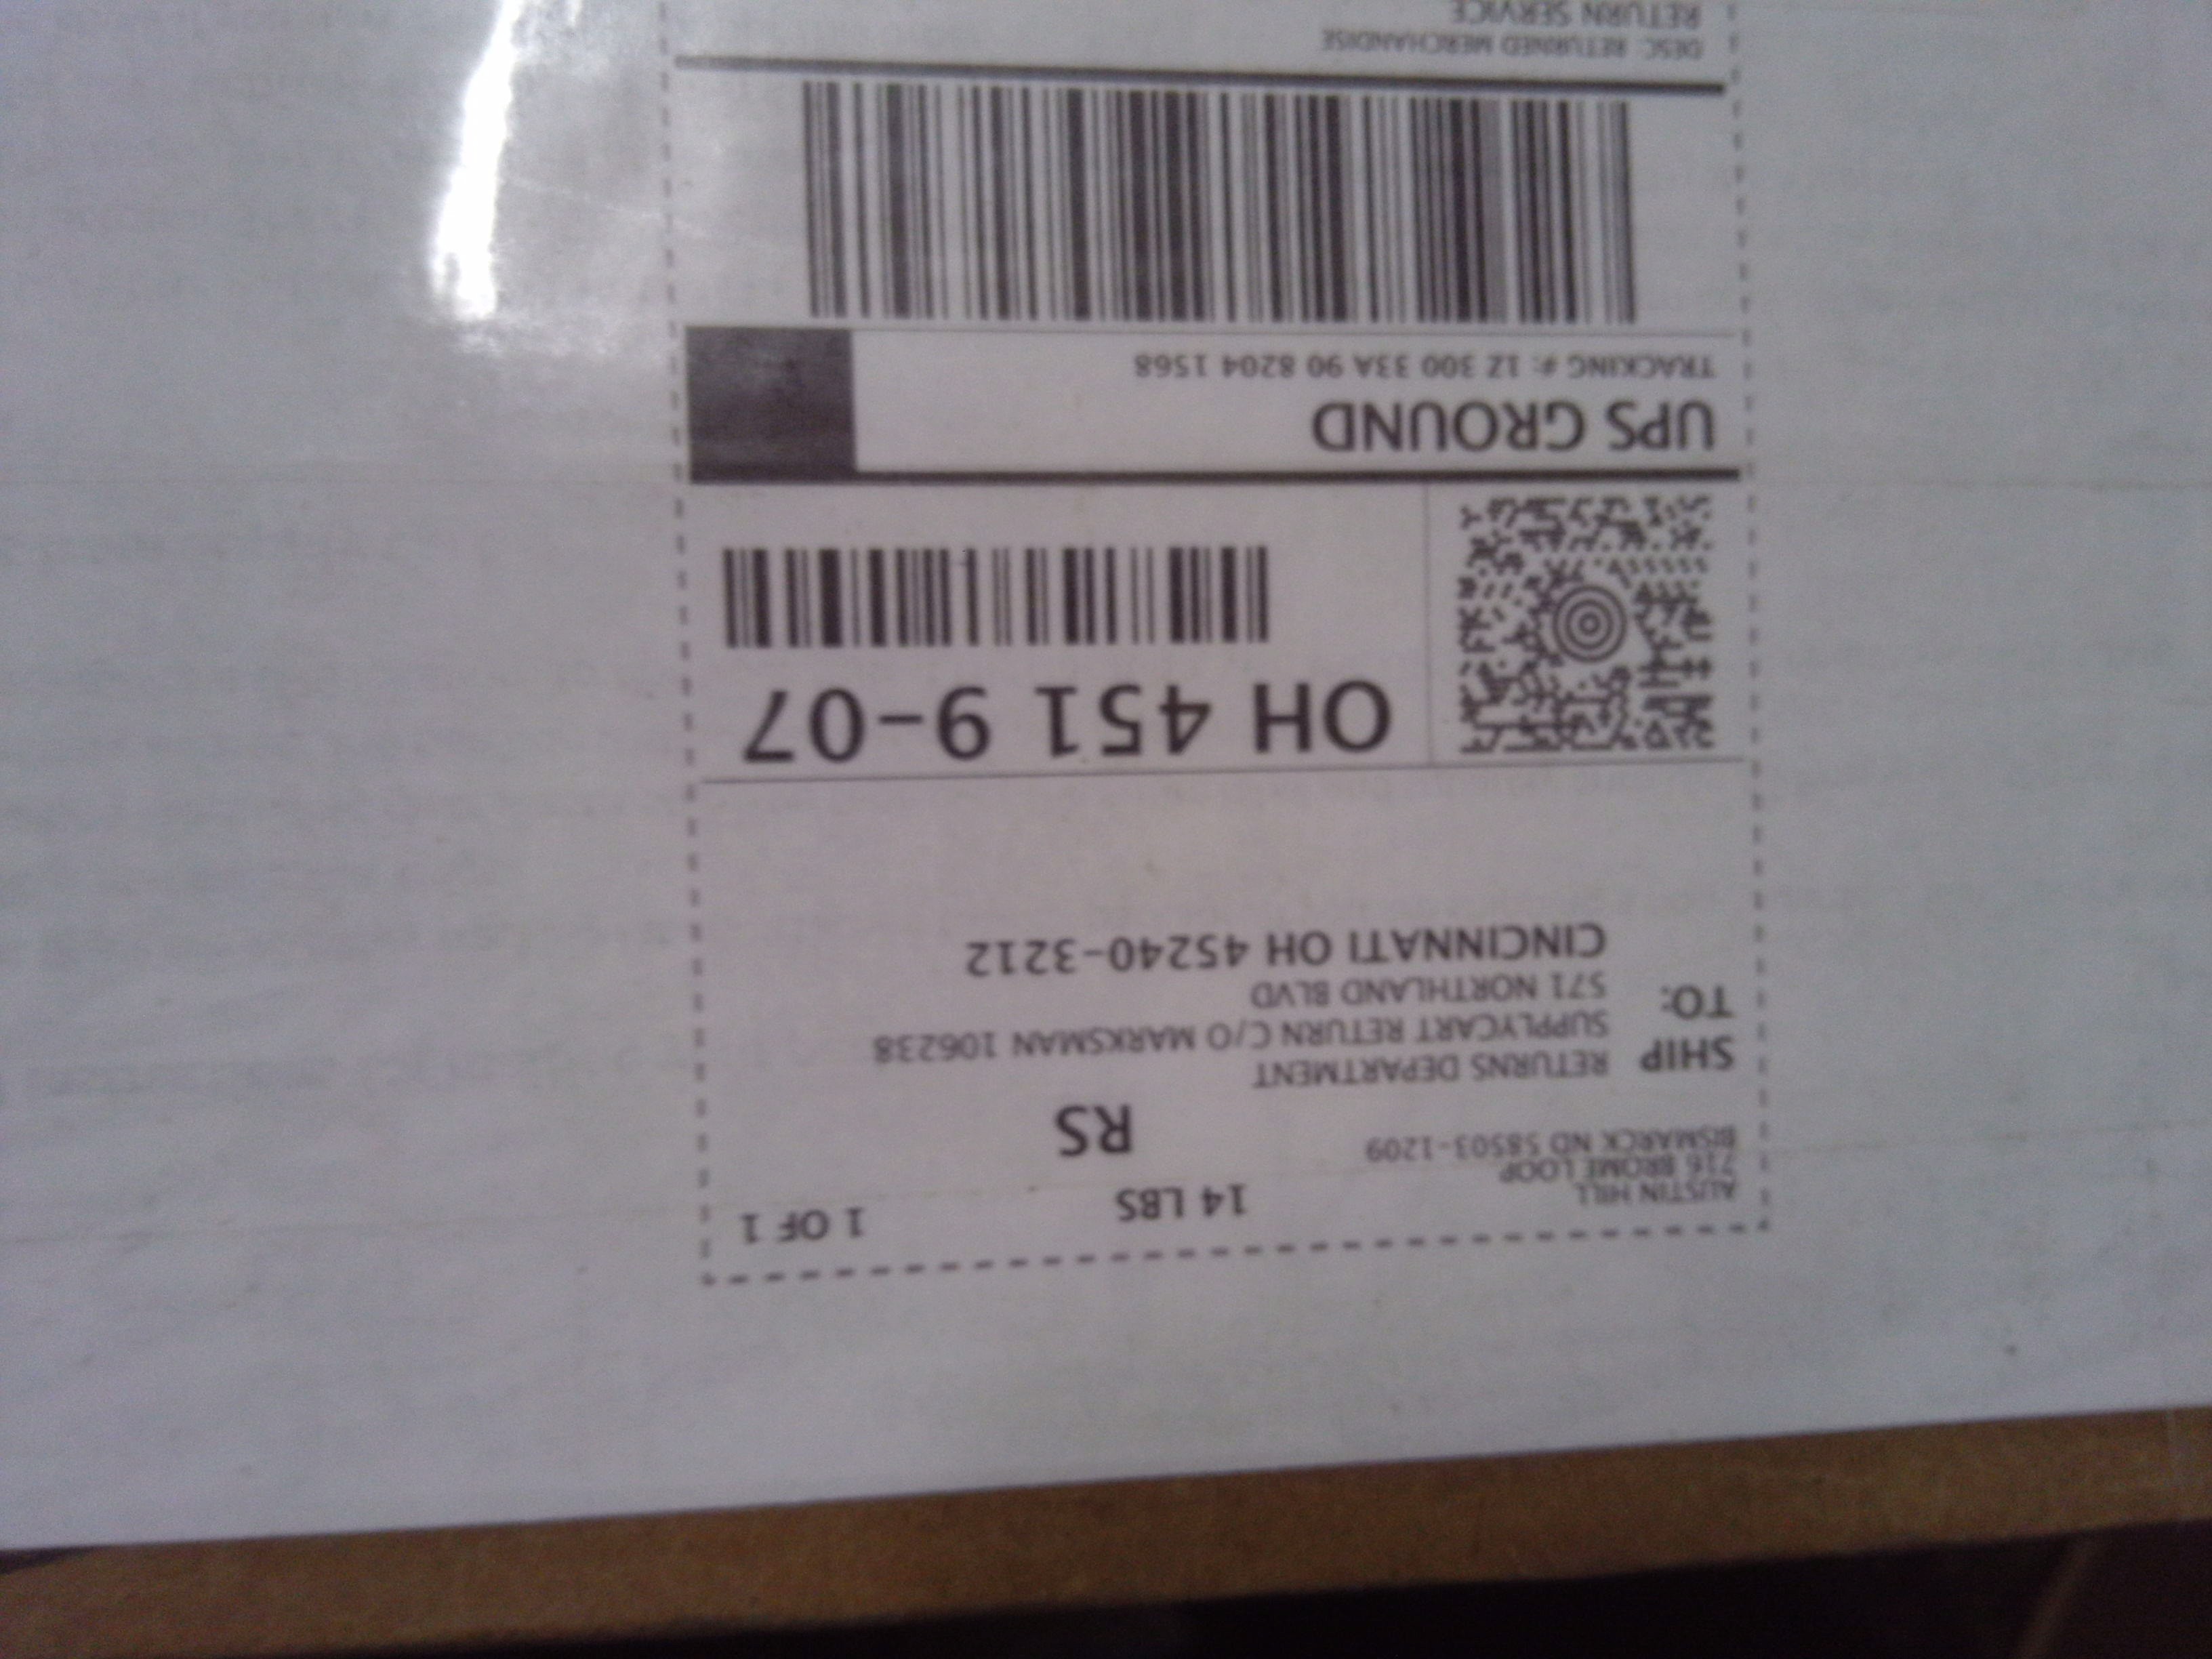 AUSTIN HILL
716 BROME LOOP
BISMARCK ND 58503-1209
14 LBS
1 OF 1
RS
SHIP
TO:
RETURNS DEPARTMENT
SUPPLYCART RETURN C/O MARKSMAN 106238
571 NORTHLAND BLVD
CINCINNATI OH 45240-3212
OH 451 9-07
UPS GROUND
TRACKING #: 1Z 300 33A 90 8204 1568
DESC: RETURNED MERCHANDISE
RETURN SERVICE